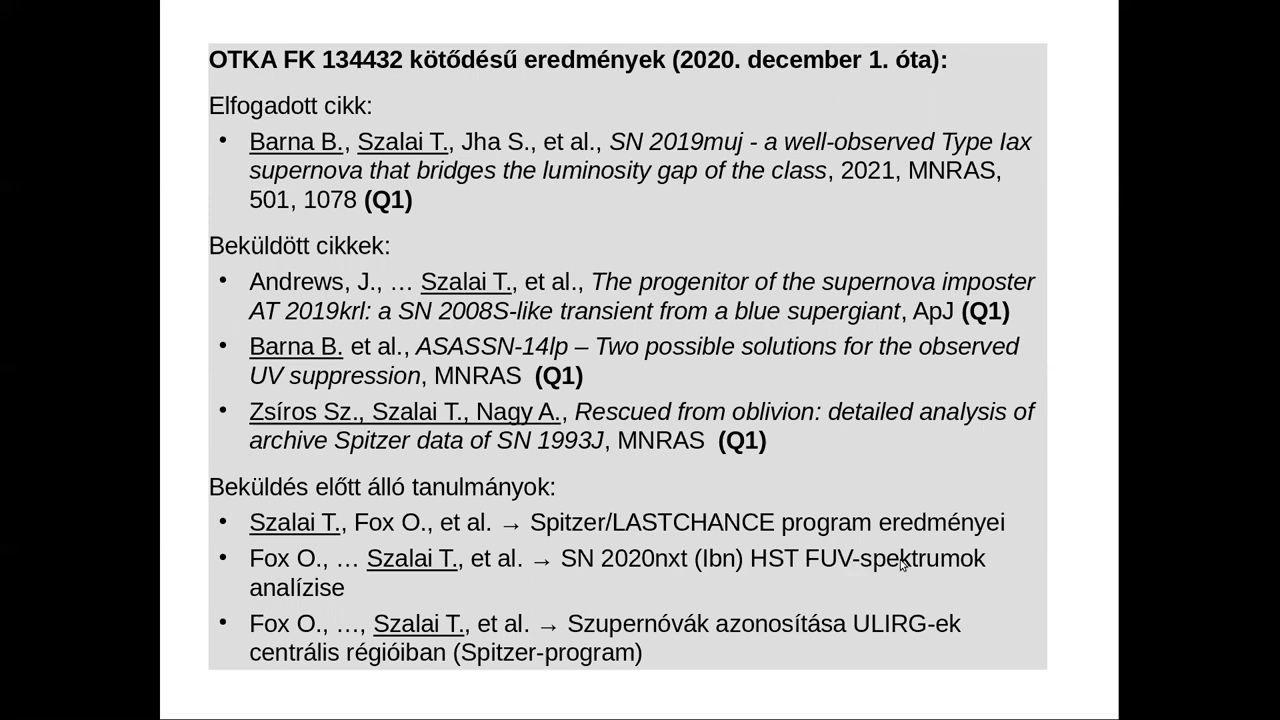 OTKA FK 134432 kötődésű eredmények (2020. december 1. óta):
Elfogadott cikk:
• Barna B., Szalai T., Jha S., et al., SN 2019muj - a well-observed Type Iax
supernova that bridges the luminosity gap of the class, 2021, MNRAS,
501, 1078 (Q1)
Beküldött cikkek:
• Andrews, J., … Szalai T., et al., The progenitor of the supernova imposter
AT 2019krl: a SN 2008S-like transient from a blue supergiant, ApJ (Q1)
• Barna B. et al., ASASSN-14lp – Two possible solutions for the observed
UV suppression, MNRAS (Q1)
• Zsíros Sz., Szalai T., Nagy A., Rescued from oblivion: detailed analysis of
archive Spitzer data of SN 1993J, MNRAS (Q1)
Beküldés előtt álló tanulmányok:
• Szalai T., Fox O., et al. → Spitzer/LASTCHANCE program eredményei
• Fox O., … Szalai T., et al. → SN 2020nxt (Ibn) HST FUV-spektrumok
analízise
• Fox O., …, Szalai T., et al. → Szupernóvák azonosítása ULIRG-ek
centrális régióiban (Spitzer-program)